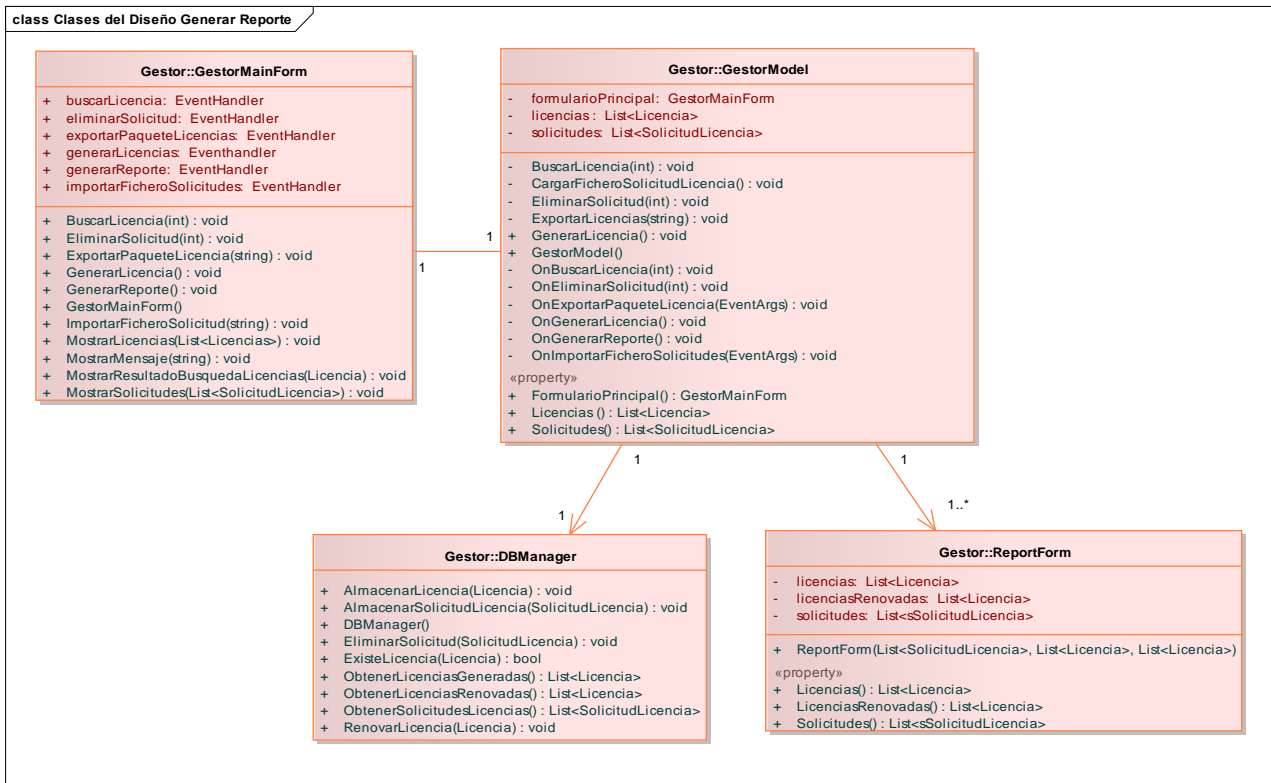 class Clases del Diseño Generar Reporte
Gestor::GestorMainForm
+ buscarLicencia: EventHandler
+ eliminarSolicitud: EventHandler
+ exportarPaqueteLicencias: EventHandler
+ generarLicencias: Eventhandler
+ generarReporte: EventHandler
+ importarFicheroSolicitudes: EventHandler
+ BuscarLicencia(int) : void
+ EliminarSolicitud(int) : void
+ ExportarPaqueteLicencia(string) : void
+ GenerarLicencia() : void
+ GenerarReporte() : void
+ GestorMainForm()
+ ImportarFicheroSolicitud(string) : void
+ MostrarLicencias(List<Licencias>) : void
+ MostrarMensaje(string) : void
+ MostrarResultadoBusquedaLicencias(Licencia) : void
+ MostrarSolicitudes(List<SolicitudLicencia>) : void
1
1
Gestor::GestorModel
- formularioPrincipal: GestorMainForm
- licencias: List<Licencia>
- solicitudes: List<SolicitudLicencia>
- BuscarLicencia(int) : void
- CargarFicheroSolicitudLicencia() : void
- EliminarSolicitud(int) : void
- ExportarLicencias(string) : void
+ GenerarLicencia() : void
+ GestorModel()
- OnBuscarLicencia(int) : void
- OnEliminarSolicitud(int) : void
- OnExportarPaqueteLicencia(EventArgs) : void
- OnGenerarLicencia() : void
- OnGenerarReporte() : void
- OnImportarFicheroSolicitudes(EventArgs) : void
«property»
+ FormularioPrincipal() : GestorMainForm
+ Licencias() : List<Licencia>
+ Solicitudes() : List<SolicitudLicencia>
1
1
1
1..*
Gestor::DBManager
+ AlmacenarLicencia(Licencia) : void
+ AlmacenarSolicitudLicencia(SolicitudLicencia) : void
+ DBManager()
+ EliminarSolicitud(SolicitudLicencia) : void
+ ExisteLicencia(Licencia) : bool
+ ObtenerLicenciasGeneradas() : List<Licencia>
+ ObtenerLicenciasRenovadas() : List<Licencia>
+ ObtenerSolicitudesLicencias() : List<SolicitudLicencia>
+ RenovarLicencia(Licencia) : void
Gestor::ReportForm
- licencias: List<Licencia>
- licenciasRenovadas: List<Licencia>
- solicitudes: List<sSolicitudLicencia>
+ ReportForm(List<SolicitudLicencia>, List<Licencia>, List<Licencia>)
«property»
+ Licencias() : List<Licencia>
+ LicenciasRenovadas() : List<Licencia>
+ Solicitudes() : List<sSolicitudLicencia>